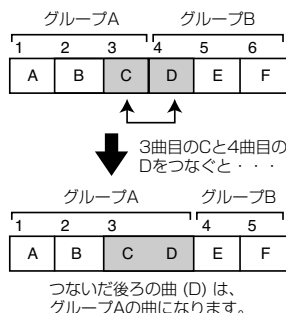 グループA グループB
1 2 3 4 5 6
A B C D E F
3曲目のCと4曲目の
Dをつなぐと・・・
グループA グループB
1 2 3 4 5
A B C D E F
つないだ後ろの曲 (D) は、
グループAの曲になります。